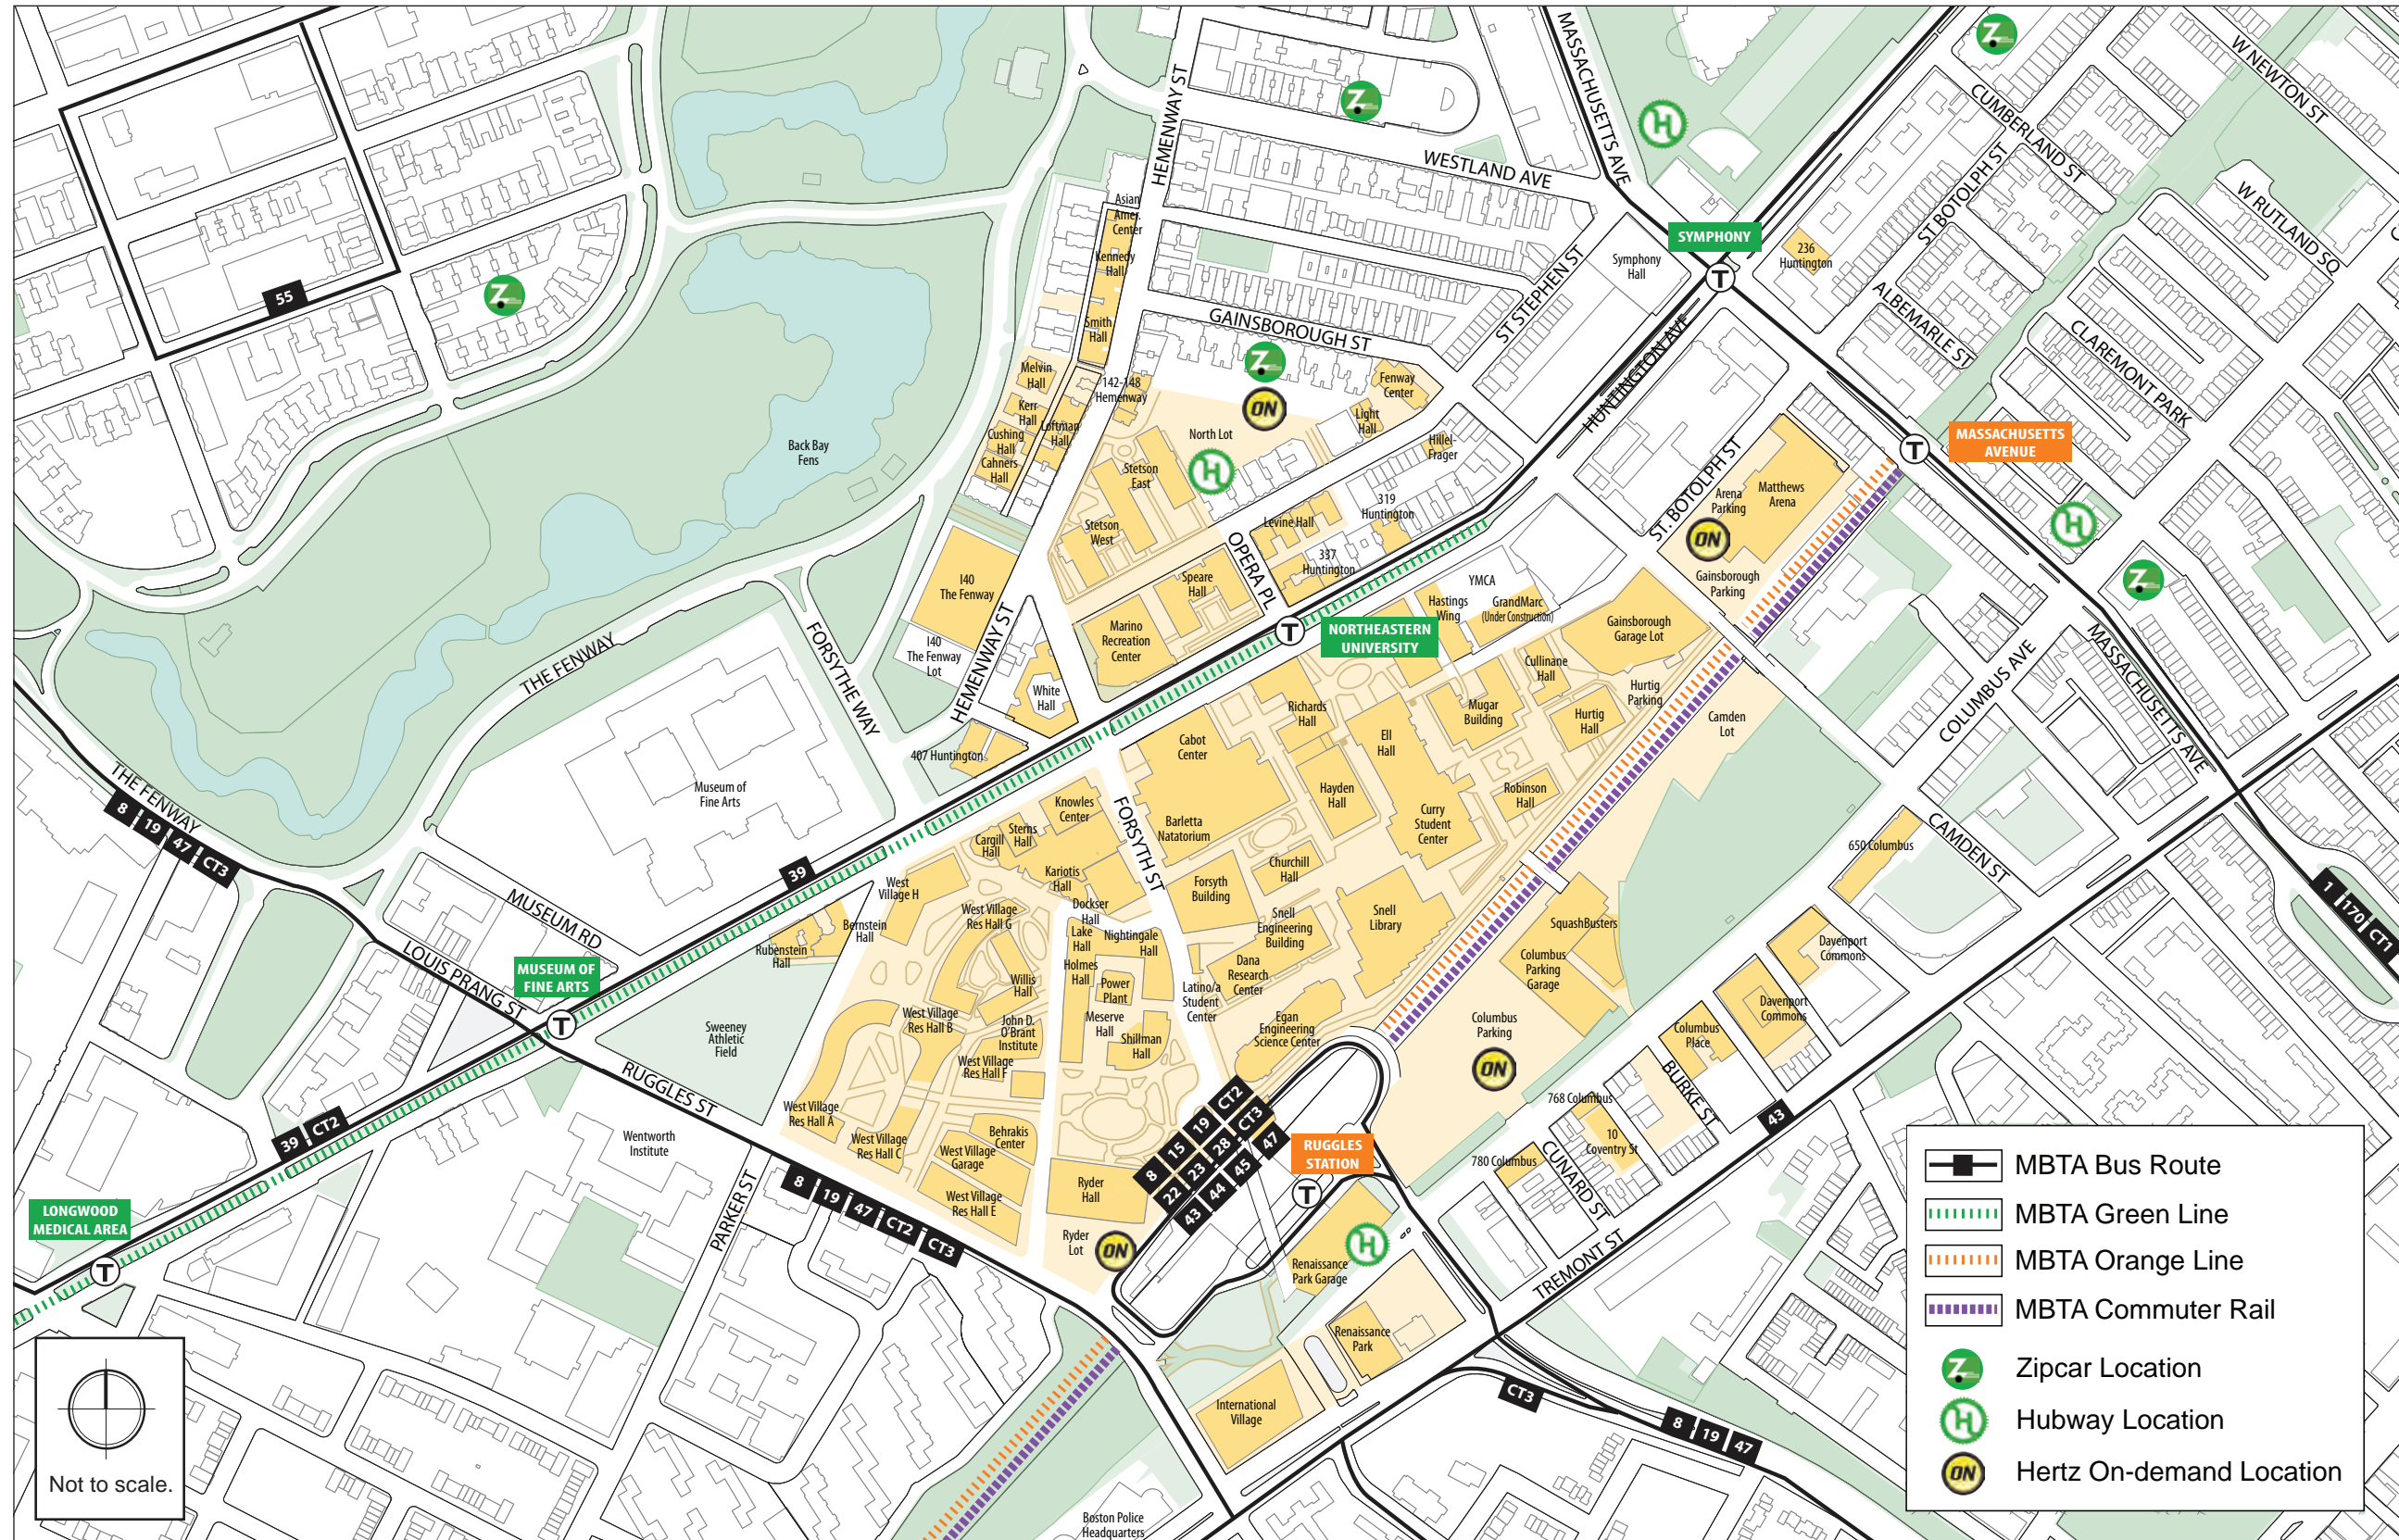 MASSACHUSETTS AVE
W NEWTON ST
CUMBERLAND ST
HEMENWAY ST
WESTLAND AVE
ST BOTOLPH ST
W RUTLAND SQ
Asian
Amer.
Center
SYMPHONY
T
236
Huntington
Symphony
Hall
Kennedy
Hall
ST STEPHEN ST
55
ALBEMARLE ST
Smith
Hall
GAINSBOROUGH ST
HUNTINGTON AVE
CLAREMONT PARK
Melvin
Hall
142-148
Hemenway
Fenway
Center
Kerr
Hall
Loftman
Hall
ON
Light
Hall
Cushing
Hall
Cahners
Hall
North Lot
Hillel-
Frager
MASSACHUSETTS
AVENUE
T
Back Bay
Fens
Stetson
East
ST. BOTOLPH ST
Arena
Parking
Matthews
Arena
319
Huntington
Levine Hall
Stetson
West
OPERA PL
ON
337
Huntington
Gainsborough
Parking
140
The Fenway
Speare
Hall
YMCA
Hastings
Wing
GrandMarc
(Under Construction)
Gainsborough
Garage Lot
T
NORTHEASTERN
UNIVERSITY
Marino
Recreation
Center
140
The Fenway
Lot
HEMENWAY ST
THE FENWAY
FORSYTHE WAY
COLUMBUS AVE
MASSACHUSETTS AVE
Cullinane
Hall
Hurtig
Parking
White
Hall
Richards
Hall
Mugar
Building
Hurtig
Hall
Camden
Lot
407 Huntington
Cabot
Center
Ell
Hall
Museum of
Fine Arts
Hayden
Hall
Robinson
Hall
THE FENWAY
8 19 47 CT3
Knowles
Center
Barletta
Natatorium
Curry
Student
Center
FORSYTH ST
CAMDEN ST
650 Columbus
Sterns
Hall
Cargill
Hall
39
Kariotis
Hall
Churchill
Hall
Forsyth
Building
1 170 CT1
West
Village H
MUSEUM RD
Dockser
Hall
West Village
Res Hall G
Snell
Engineering
Building
Snell
Library
SquashBusters
Bernstein
Hall
Rubenstein
Hall
Lake
Hall
Nightingale
Hall
Davenport
Commons
LOUIS PRANG ST
MUSEUM OF
FINE ARTS
T
Holmes
Hall
Power
Plant
Willis
Hall
Dana
Research
Center
Columbus
Parking
Garage
Latino/a
Student
Center
Davenport
Commons
Sweeney
Athletic
Field
West Village
Res Hall B
John D.
O'Brant
Institute
Meserve
Hall
Shillman
Hall
Egan
Engineering
Science Center
Columbus
Parking
Columbus
Place
ON
West Village
Res Hall F
RUGGLES ST
BURKE ST
768 Columbus
West Village
Res Hall A
39 CT2
Wentworth
Institute
West Village
Res Hall C
Behrakis
Center
West Village
Garage
8 15 19 CT2
22 23 28 CT3
43 44 45 47
RUGGLES
STATION
T
10
Coventry St
43
780 Columbus
CUNARD ST
PARKER ST
8 19 47 CT2 CT3
West Village
Res Hall E
Ryder
Hall
Ryder
Lot
ON
LONGWOOD
MEDICAL AREA
T
Renaissance
Park Garage
TREMONT ST
Renaissance
Park
International
Village
CT3
8 19 47
Boston Police
Headquarters
Not to scale.
MBTA Bus Route
MBTA Green Line
MBTA Orange Line
MBTA Commuter Rail
Z Zipcar Location
H Hubway Location
ON Hertz On-demand Location